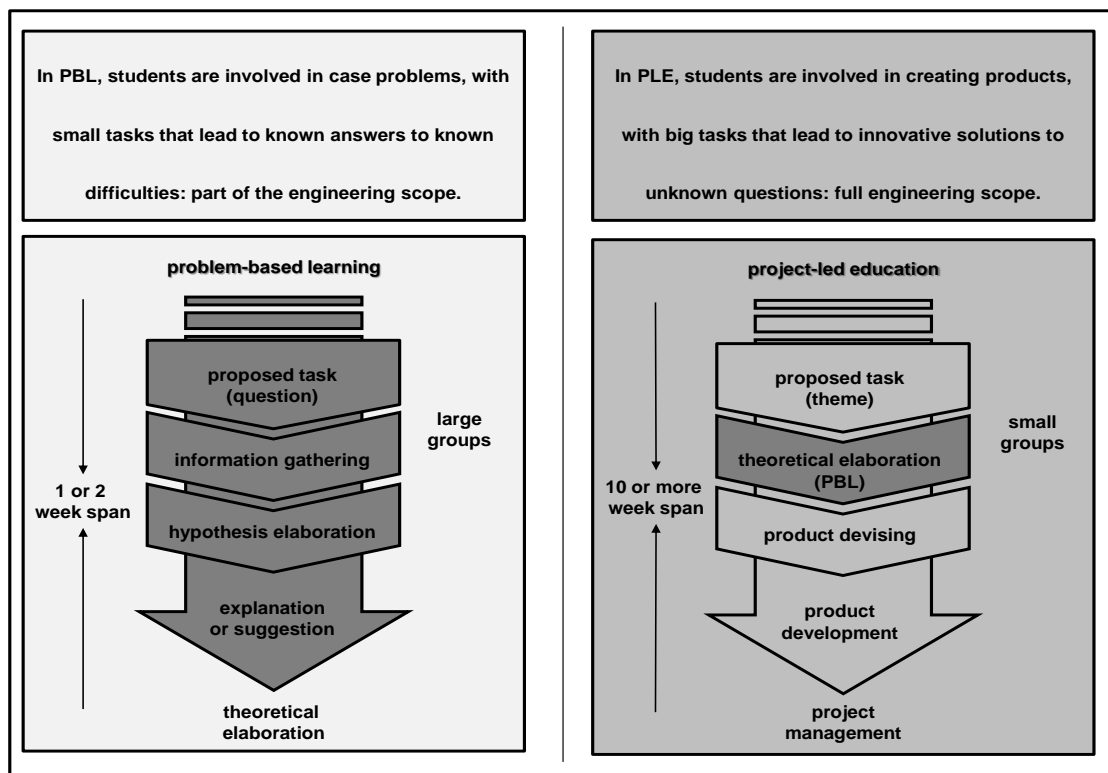 In PBL, students are involved in case problems, with
small tasks that lead to known answers to known
difficulties: part of the engineering scope.
problem-based learning
proposed task
(question)
large
groups
information gathering
1 or 2
week span
hypothesis elaboration
explanation
or suggestion
theoretical
elaboration
In PLE, students are involved in creating products,
with big tasks that lead to innovative solutions to
unknown questions: full engineering scope.
project-led education
proposed task
(theme)
small
groups
theoretical elaboration
(PBL)
10 or more
week span
product devising
product
development
project
management